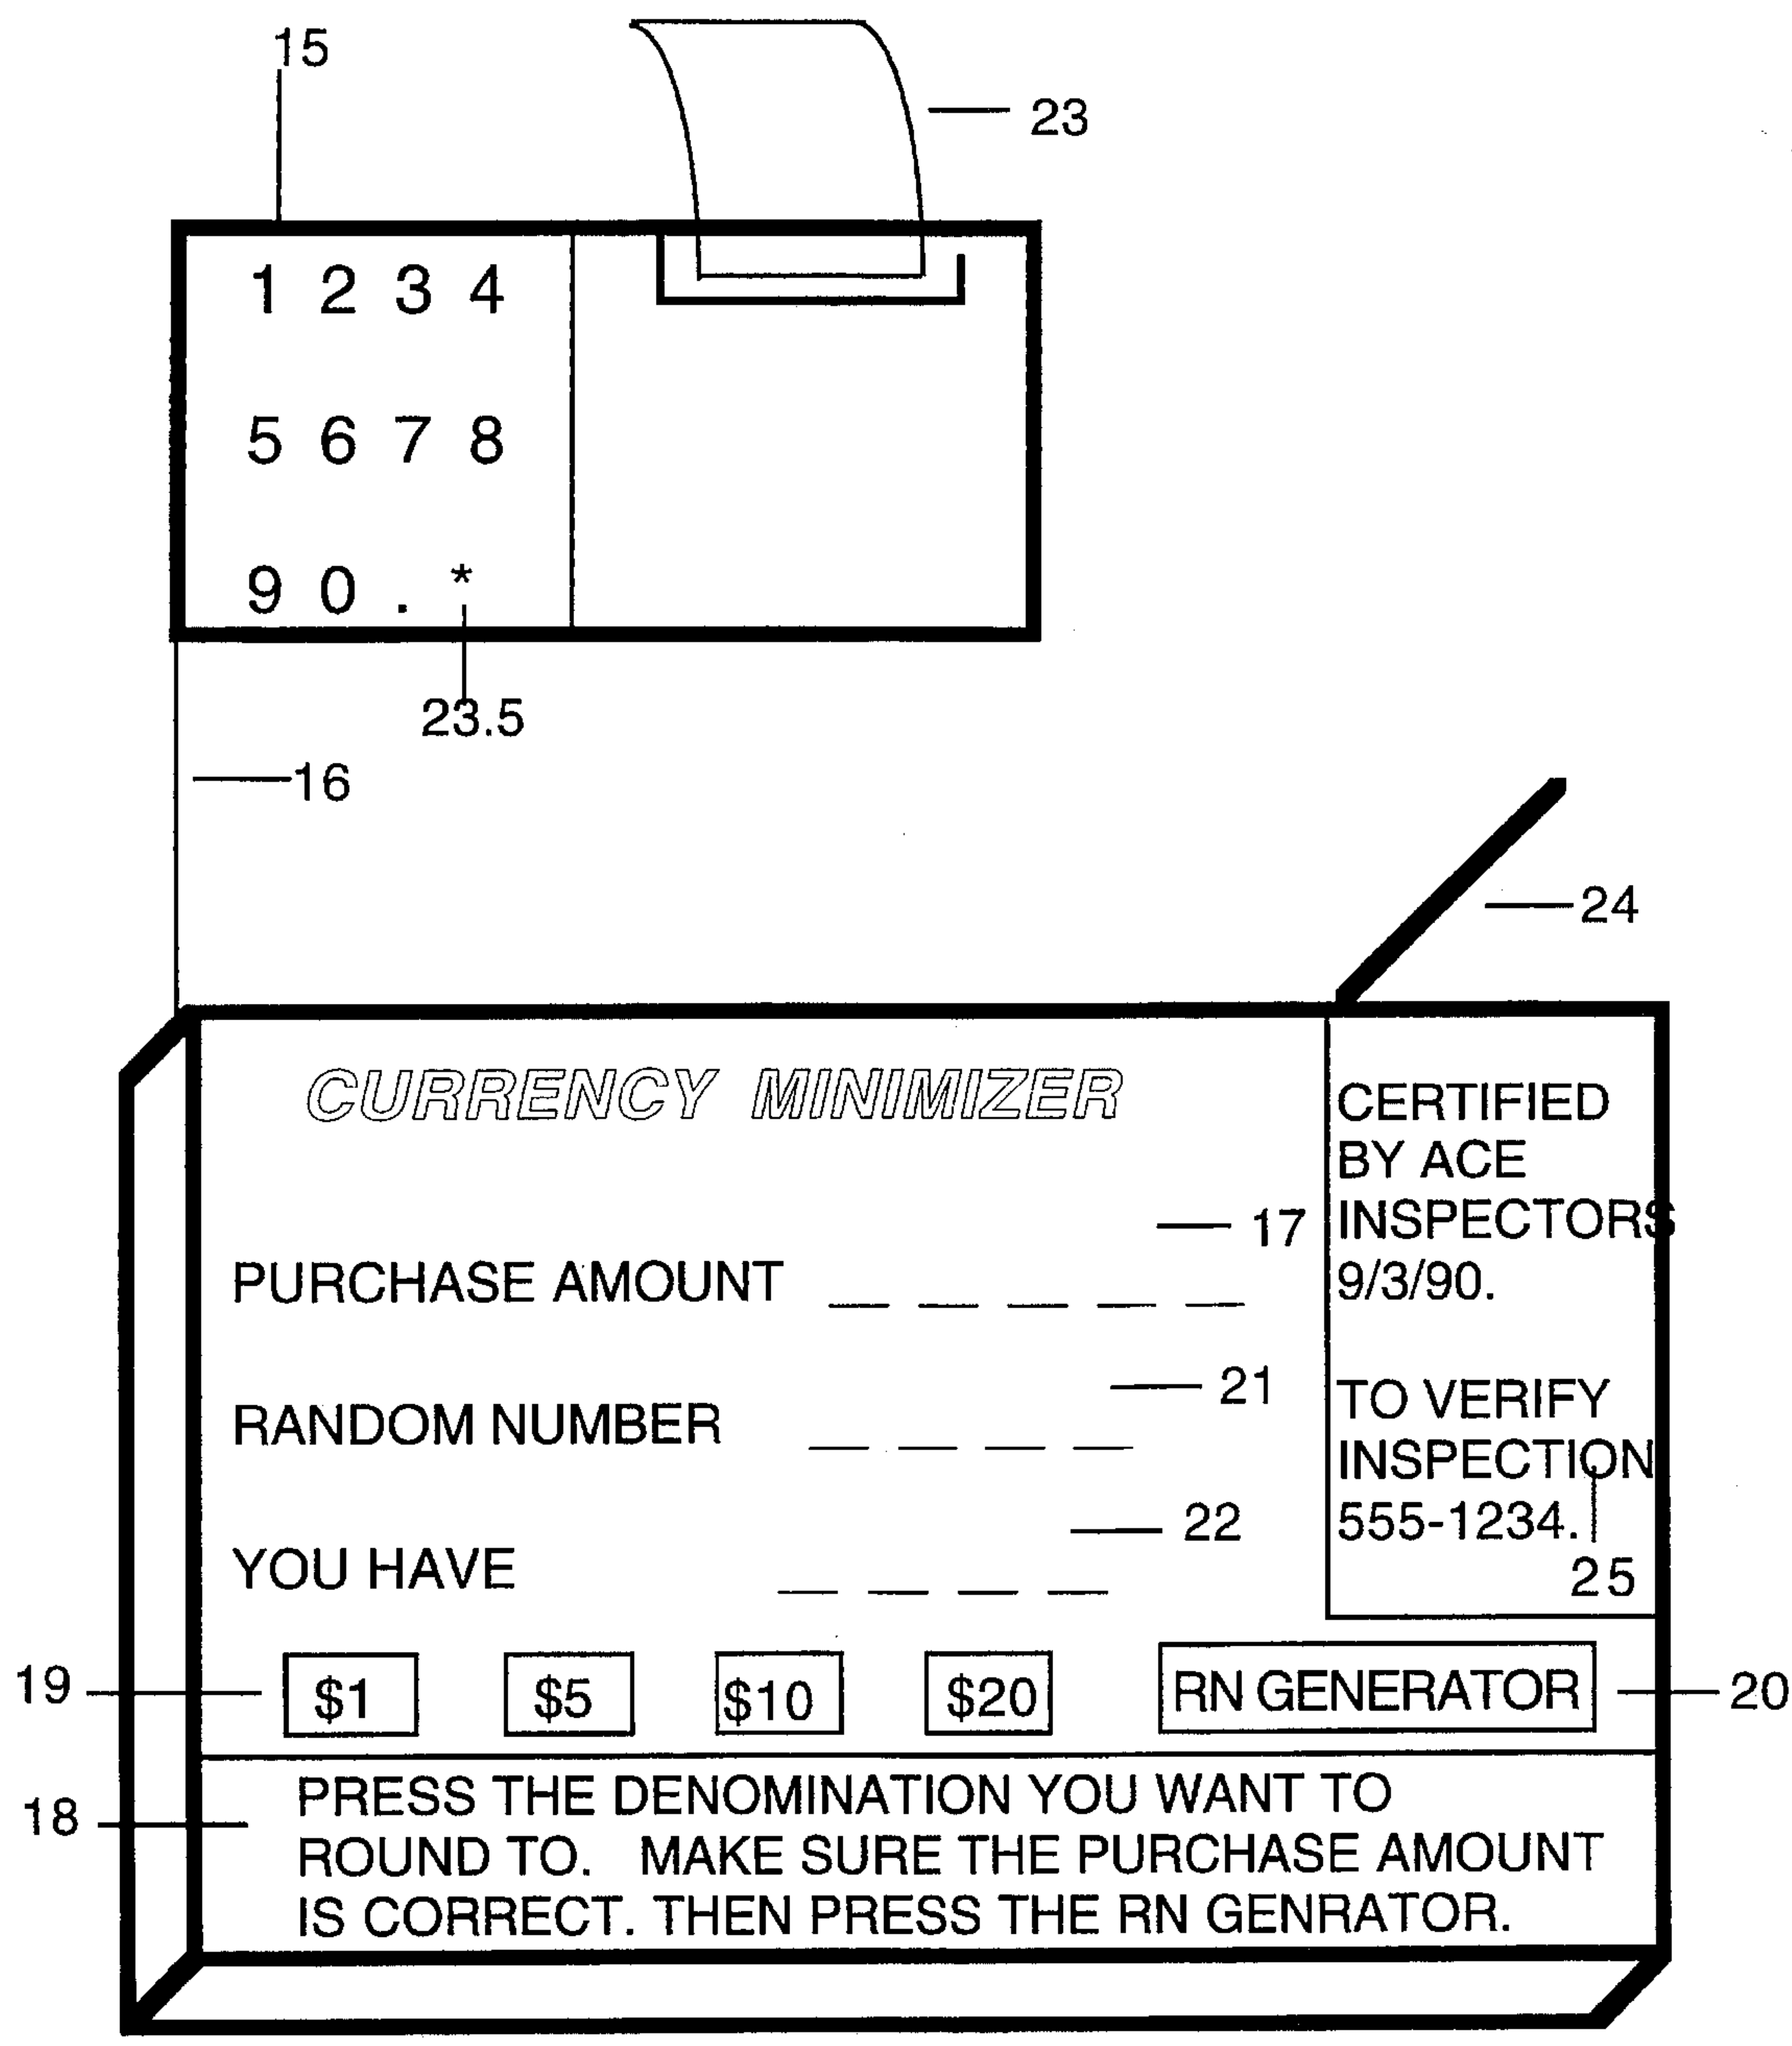 15
23
1 2 3 4
5 6 7 8
9 0 . *
23.5
16
24
CURRENCY MINIMIZER
17
PURCHASE AMOUNT _ _ _ _ _
21
RANDOM NUMBER _ _ _ _
22
YOU HAVE _ _ _ _
CERTIFIED
BY ACE
INSPECTORS
9/3/90.
TO VERIFY
INSPECTION
555-1234.
25
19
$1 $5 $10 $20 RN GENERATOR
20
18
PRESS THE DENOMINATION YOU WANT TO
ROUND TO. MAKE SURE THE PURCHASE AMOUNT
IS CORRECT. THEN PRESS THE RN GENRATOR.